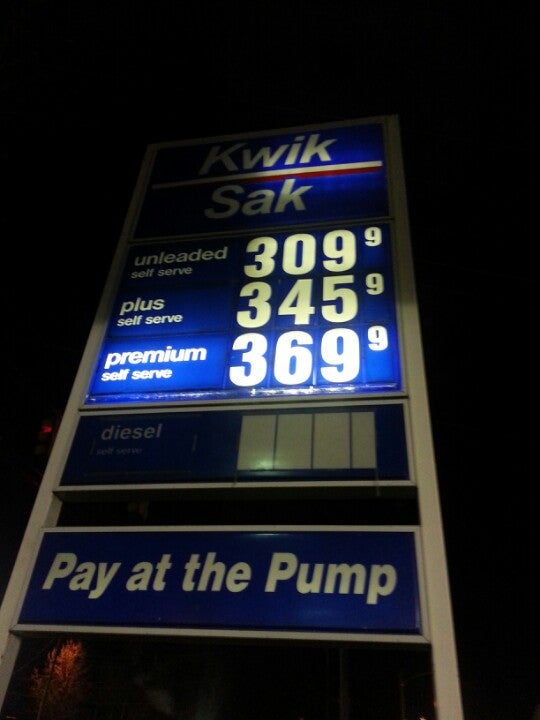 Kwik
Sak
unleaded 309 9
self serve
plus 345 9
self serve
premium 369 9
self serve
diesel
self serve
Pay at the Pump